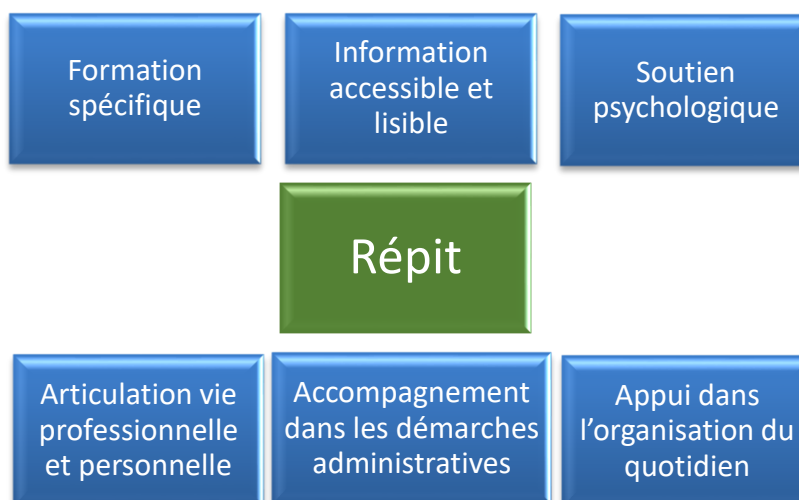 Formation
spécifique
Information
accessible et
lisible
Soutien
psychologique
Répit
Articulation vie
professionnelle
et personnelle
Accompagnement
dans les démarches
administratives
Appui dans
l'organisation du
quotidien